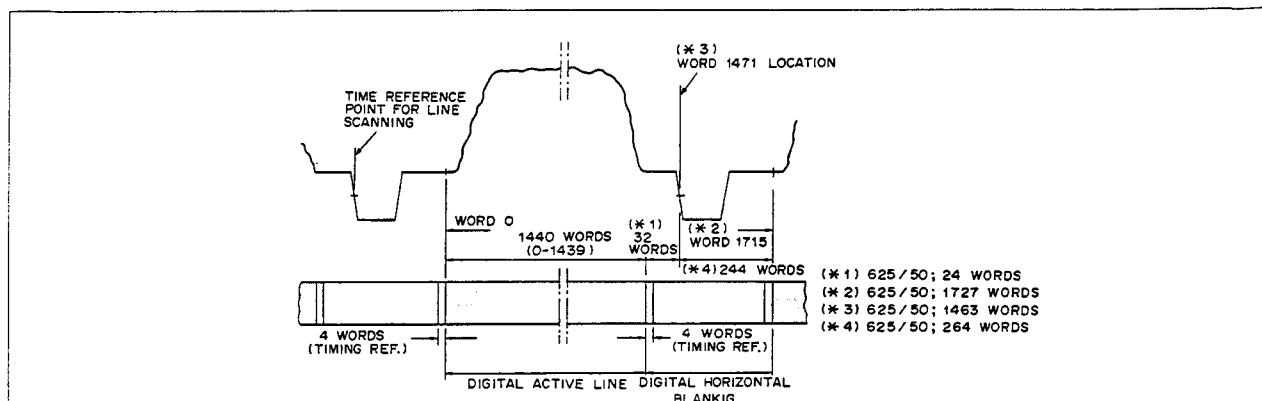 (*3)
WORD 1471 LOCATION
TIME REFERENCE
POINT FOR LINE
SCANNING
WORD 0
1440 WORDS
(0-1439)
(*1)
32
WORDS
(*2)
WORD 1715
(*4) 244 WORDS
(*1) 625/50; 24 WORDS
(*2) 625/50; 1727 WORDS
(*3) 625/50; 1463 WORDS
(*4) 625/50; 264 WORDS
4 WORDS
(TIMING REF.)
4 WORDS
(TIMING REF.)
DIGITAL ACTIVE LINE
DIGITAL HORIZONTAL
BLANKIG